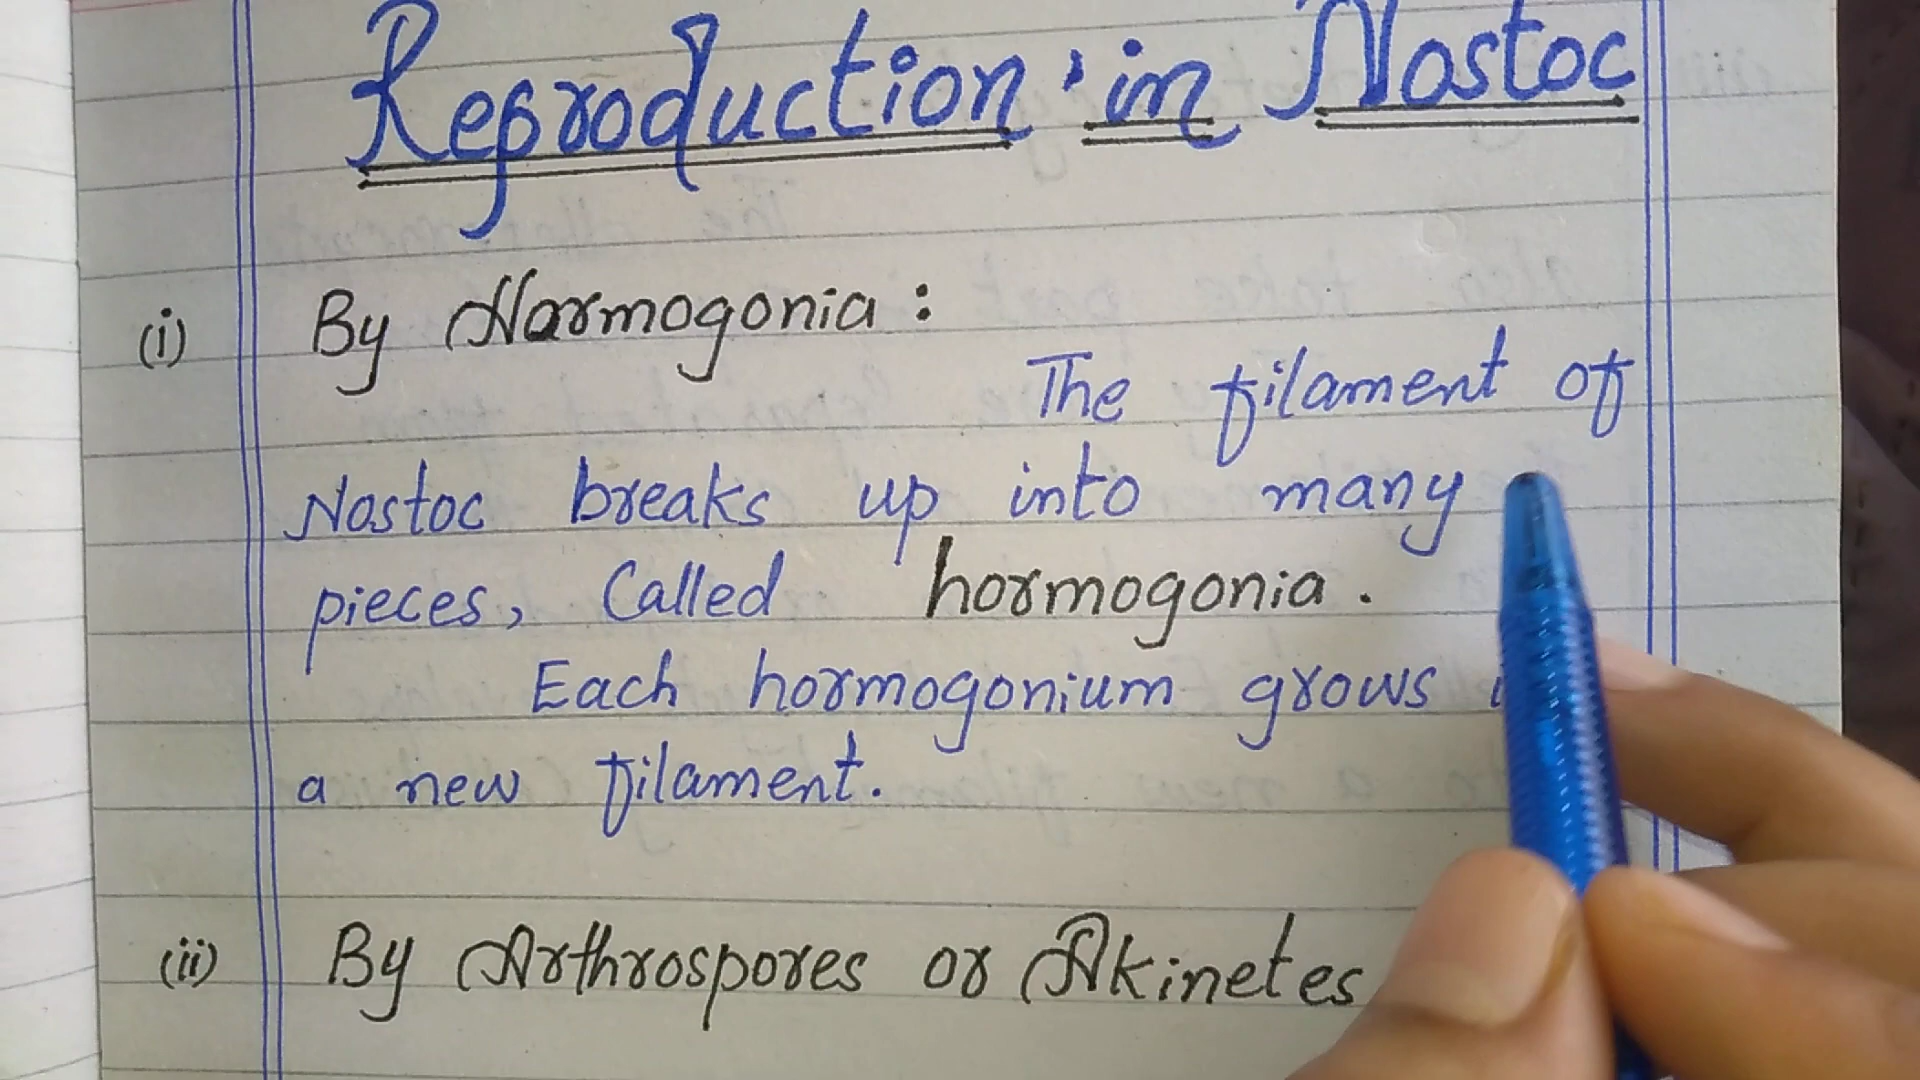 Reproduction in Nostoc
(i) By Hormogonia:
The filament of
Nostoc breaks up into many
pieces, Called hormogonia.
Each hormogonium grows
a new filament.
(ii) By Arthrospores or Akinetes